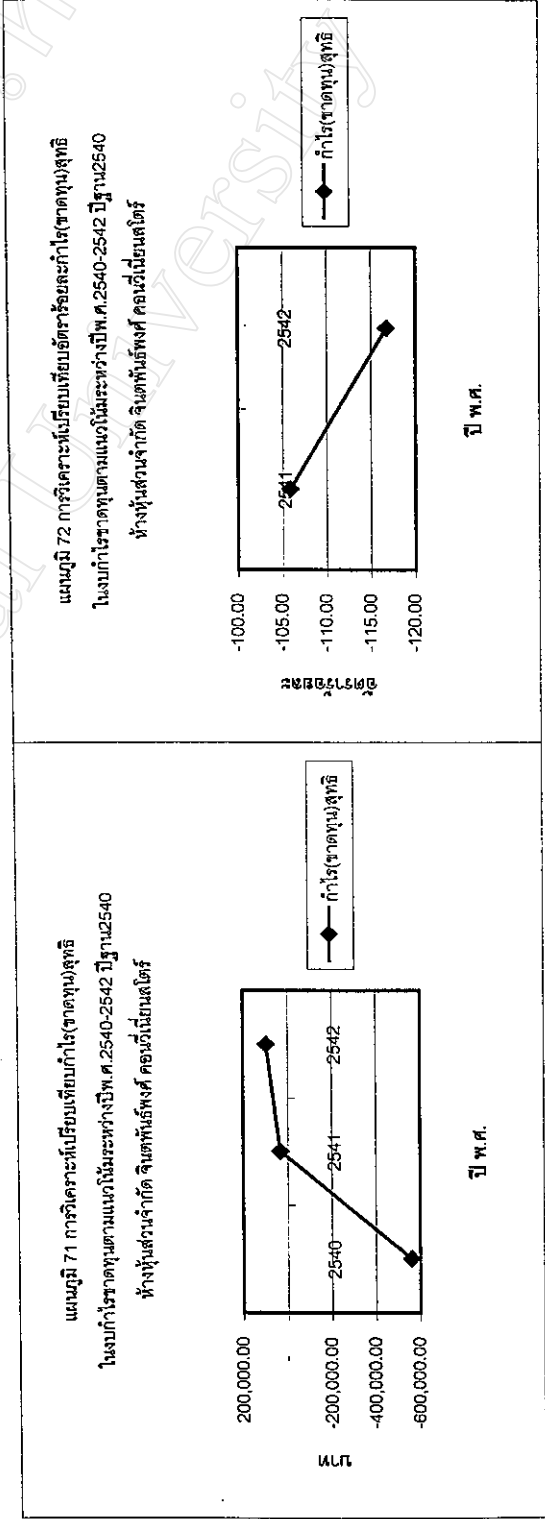 แผนภูมิ 71 การวิเคราะห์เปรียบเทียบกำไร(ขาดทุน)สุทธิ
ในงบกำไรขาดทุนตามแนวโน้มระหว่างปีพ.ศ.2540-2542 ปีฐาน2540
ห้างหุ้นส่วนจำกัด จินตพันธ์พงศ์ คอนวีเนี่ยนสโตร์
บาท
200,000.00
-
-200,000.00
-400,000.00
-600,000.00
2540
2541
2542
กำไร(ขาดทุน)สุทธิ
ปี พ.ศ.
แผนภูมิ 72 การวิเคราะห์เปรียบเทียบอัตราร้อยละกำไร(ขาดทุน)สุทธิ
ในงบกำไรขาดทุนตามแนวโน้มระหว่างปีพ.ศ.2540-2542 ปีฐาน2540
ห้างหุ้นส่วนจำกัด จินตพันธ์พงศ์ คอนวีเนี่ยนสโตร์
อัตราร้อยละ
-100.00
-105.00
-110.00
-115.00
-120.00
2541
2542
กำไร(ขาดทุน)สุทธิ
ปี พ.ศ.
University